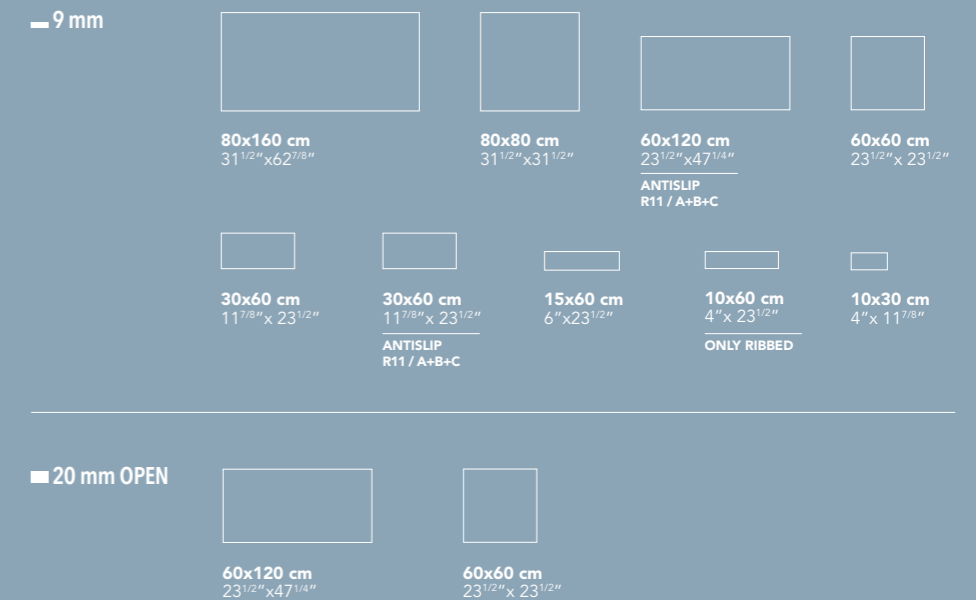 9 mm
80x160 cm
31 1/2"x62 7/8"
80x80 cm
31 1/2"x31 1/2"
60x120 cm
23 1/2"x47 1/4"
ANTISLIP
R11 / A+B+C
60x60 cm
23 1/2"x 23 1/2"
30x60 cm
11 7/8"x 23 1/2"
30x60 cm
11 7/8"x 23 1/2"
ANTISLIP
R11 / A+B+C
15x60 cm
6"x23 1/2"
10x60 cm
4"x 23 1/2"
ONLY RIBBED
10x30 cm
4"x 11 7/8"
20 mm OPEN
60x120 cm
23 1/2"x47 1/4"
60x60 cm
23 1/2"x 23 1/2"